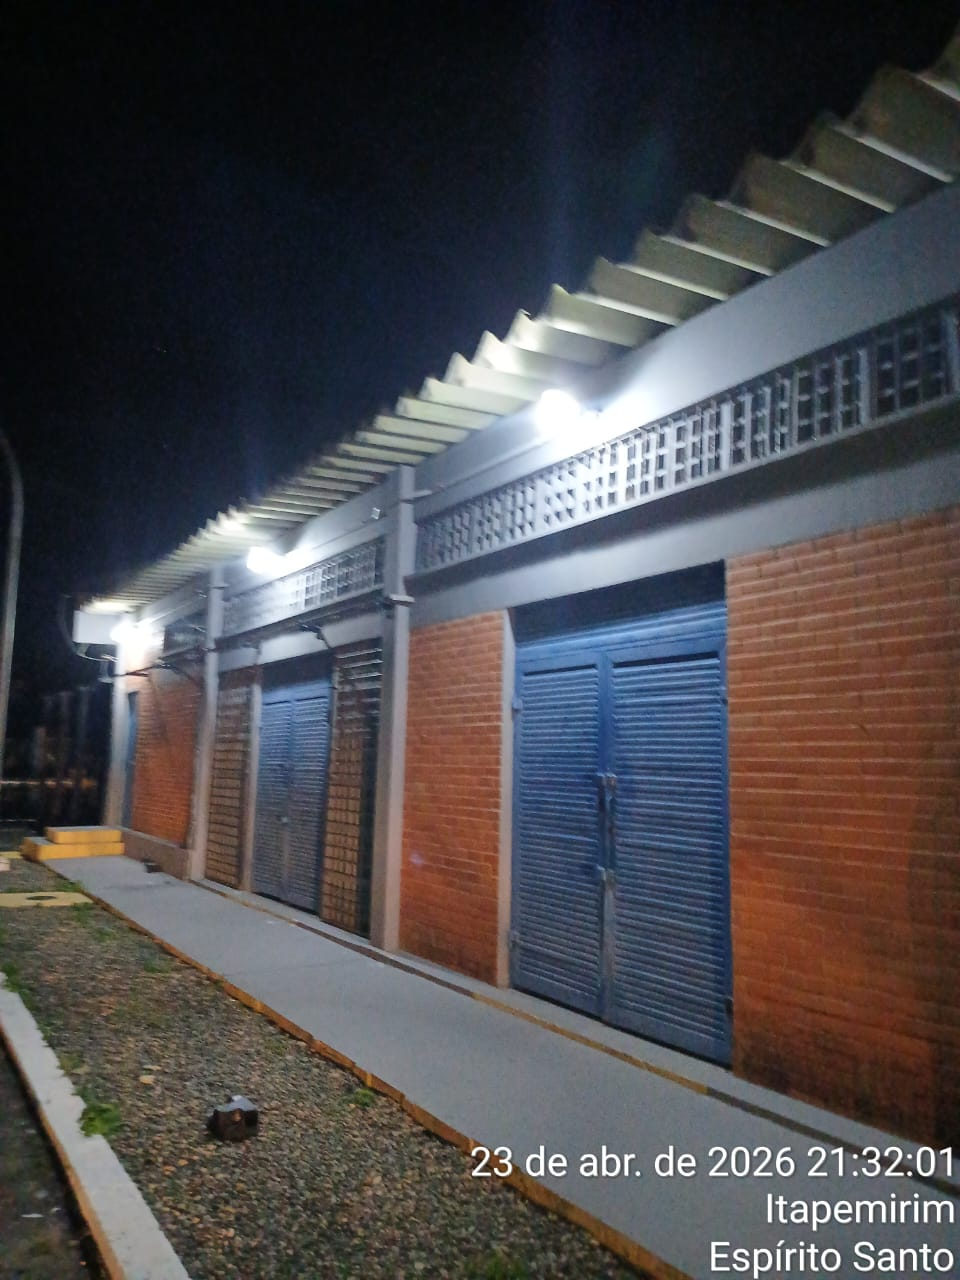 23 de abr. de 2026 21:32:01
Itapemirim
Espírito Santo